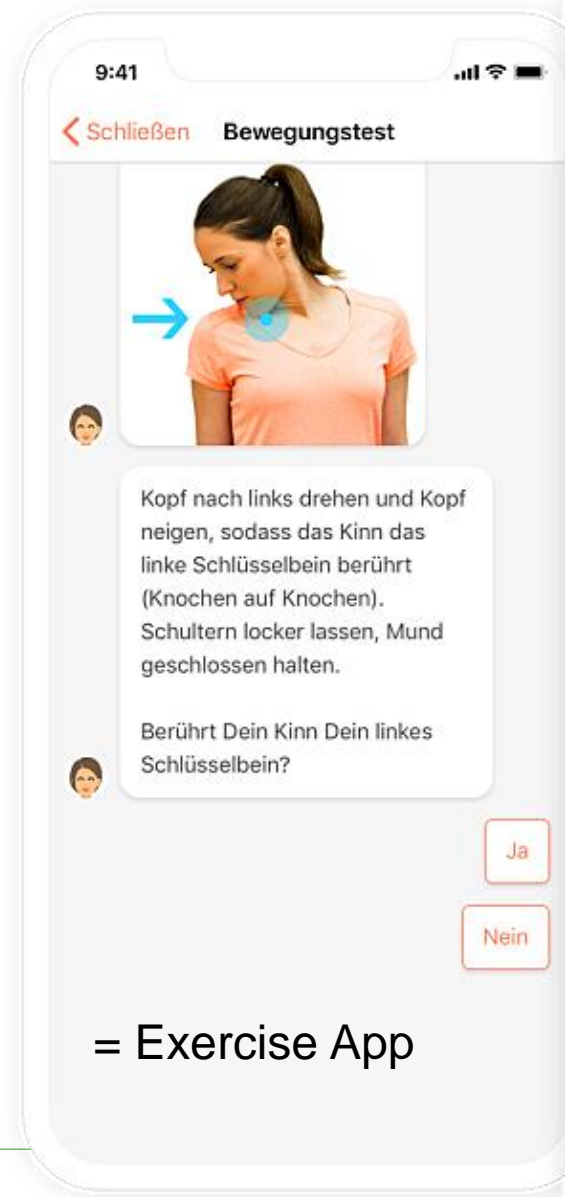 9:41
Schließen Bewegungstest
Kopf nach links drehen und Kopf
neigen, sodass das Kinn das
linke Schlüsselbein berührt
(Knochen auf Knochen).
Schultern locker lassen, Mund
geschlossen halten.
Berührt Dein Kinn Dein linkes
Schlüsselbein?
Ja
Nein
= Exercise App